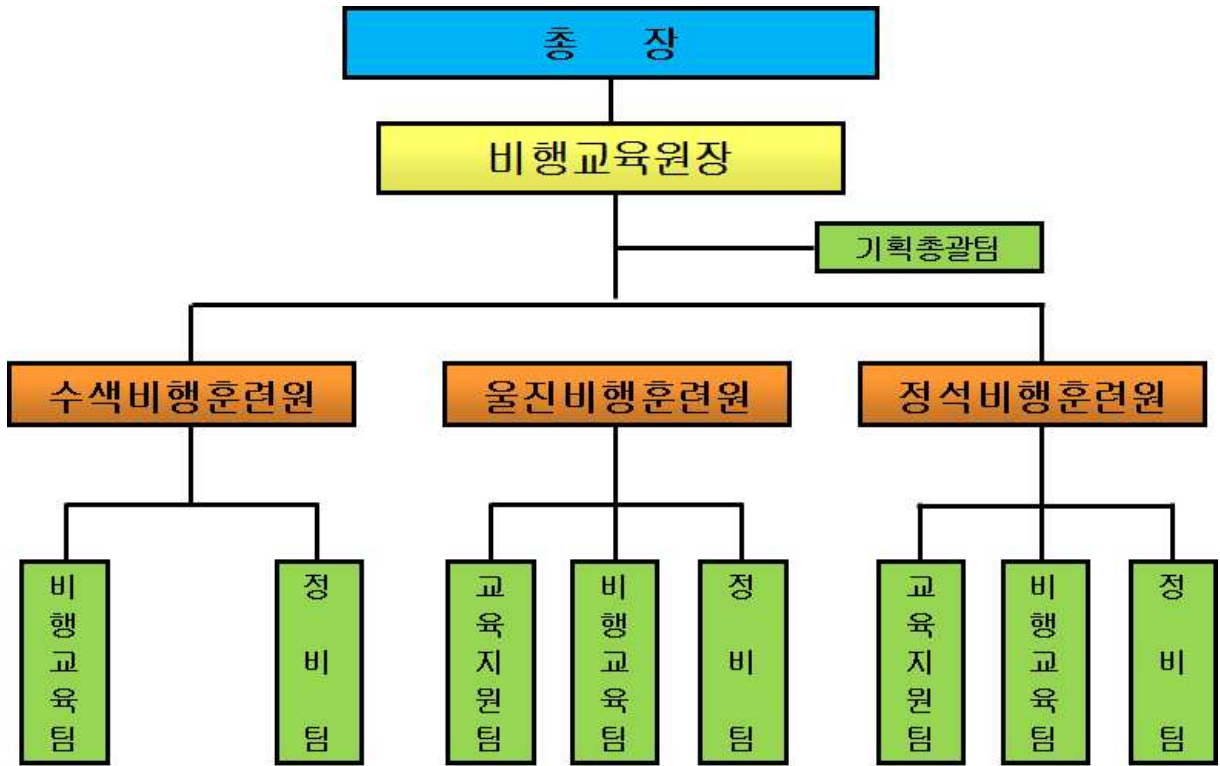 총 장
비행교육원장
기획총괄팀
수색비행훈련원
울진비행훈련원
정석비행훈련원
비행교육팀
정비팀
교육지원팀
비행교육팀
정비팀
교육지원팀
비행교육팀
정비팀